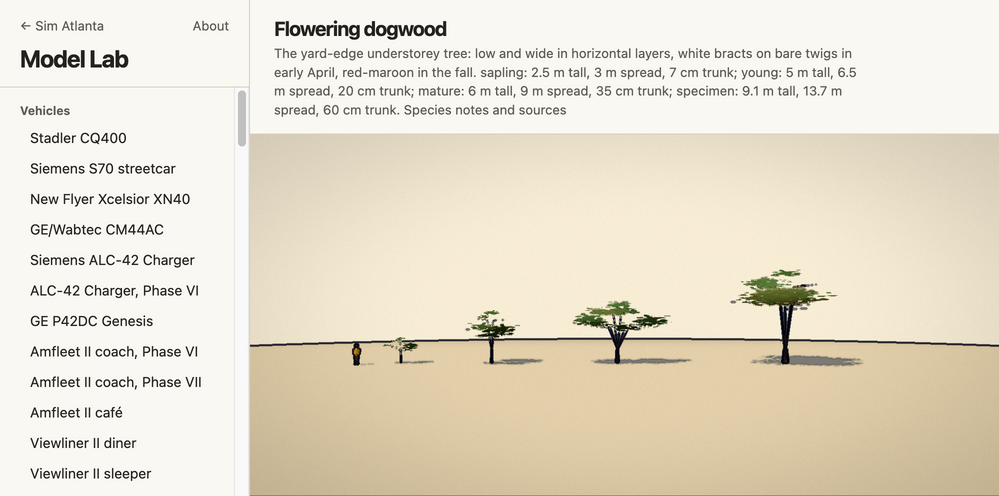 ← Sim Atlanta
About
Model Lab
Vehicles
Stadler CQ400
Siemens S70 streetcar
New Flyer Xcelsior XN40
GE/Wabtec CM44AC
Siemens ALC-42 Charger
ALC-42 Charger, Phase VI
GE P42DC Genesis
Amfleet II coach, Phase VI
Amfleet II coach, Phase VII
Amfleet II café
Viewliner II diner
Viewliner II sleeper
Flowering dogwood
The yard-edge understorey tree: low and wide in horizontal layers, white bracts on bare twigs in
early April, red-maroon in the fall. sapling: 2.5 m tall, 3 m spread, 7 cm trunk; young: 5 m tall, 6.5
m spread, 20 cm trunk; mature: 6 m tall, 9 m spread, 35 cm trunk; specimen: 9.1 m tall, 13.7 m
spread, 60 cm trunk. Species notes and sources